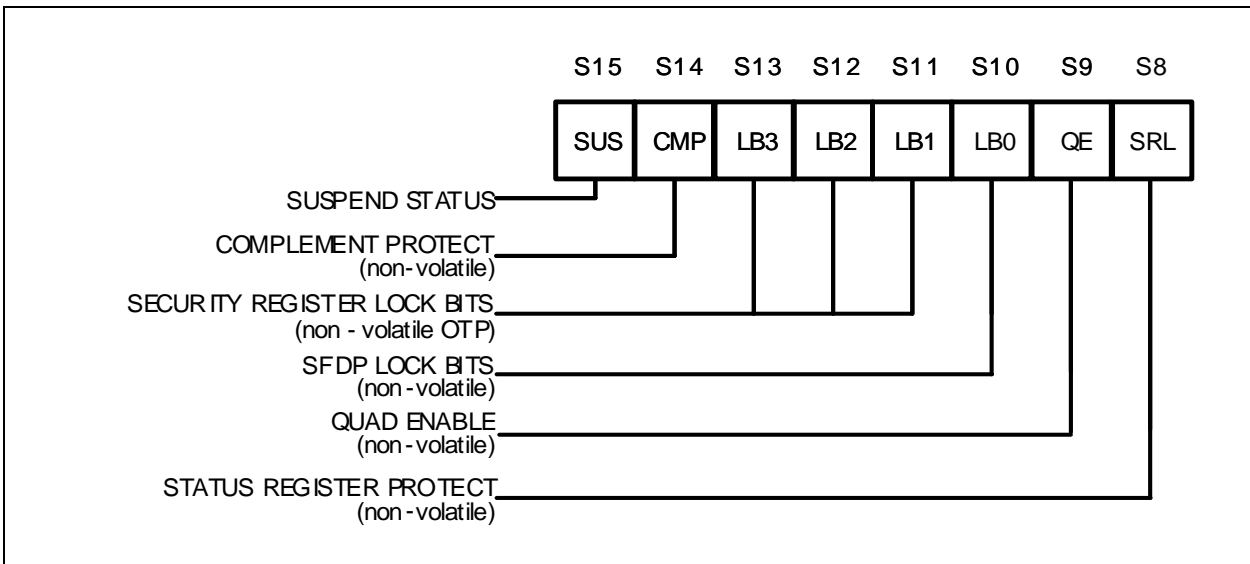 S15 S14 S13 S12 S11 S10 S9 S8
SUS CMP LB3 LB2 LB1 LB0 QE SRL
SUSPEND STATUS
COMPLEMENT PROTECT
(non-volatile)
SECURITY REGISTER LOCK BITS
(non - volatile OTP)
SFDP LOCK BITS
(non-volatile)
QUAD ENABLE
(non-volatile)
STATUS REGISTER PROTECT
(non-volatile)